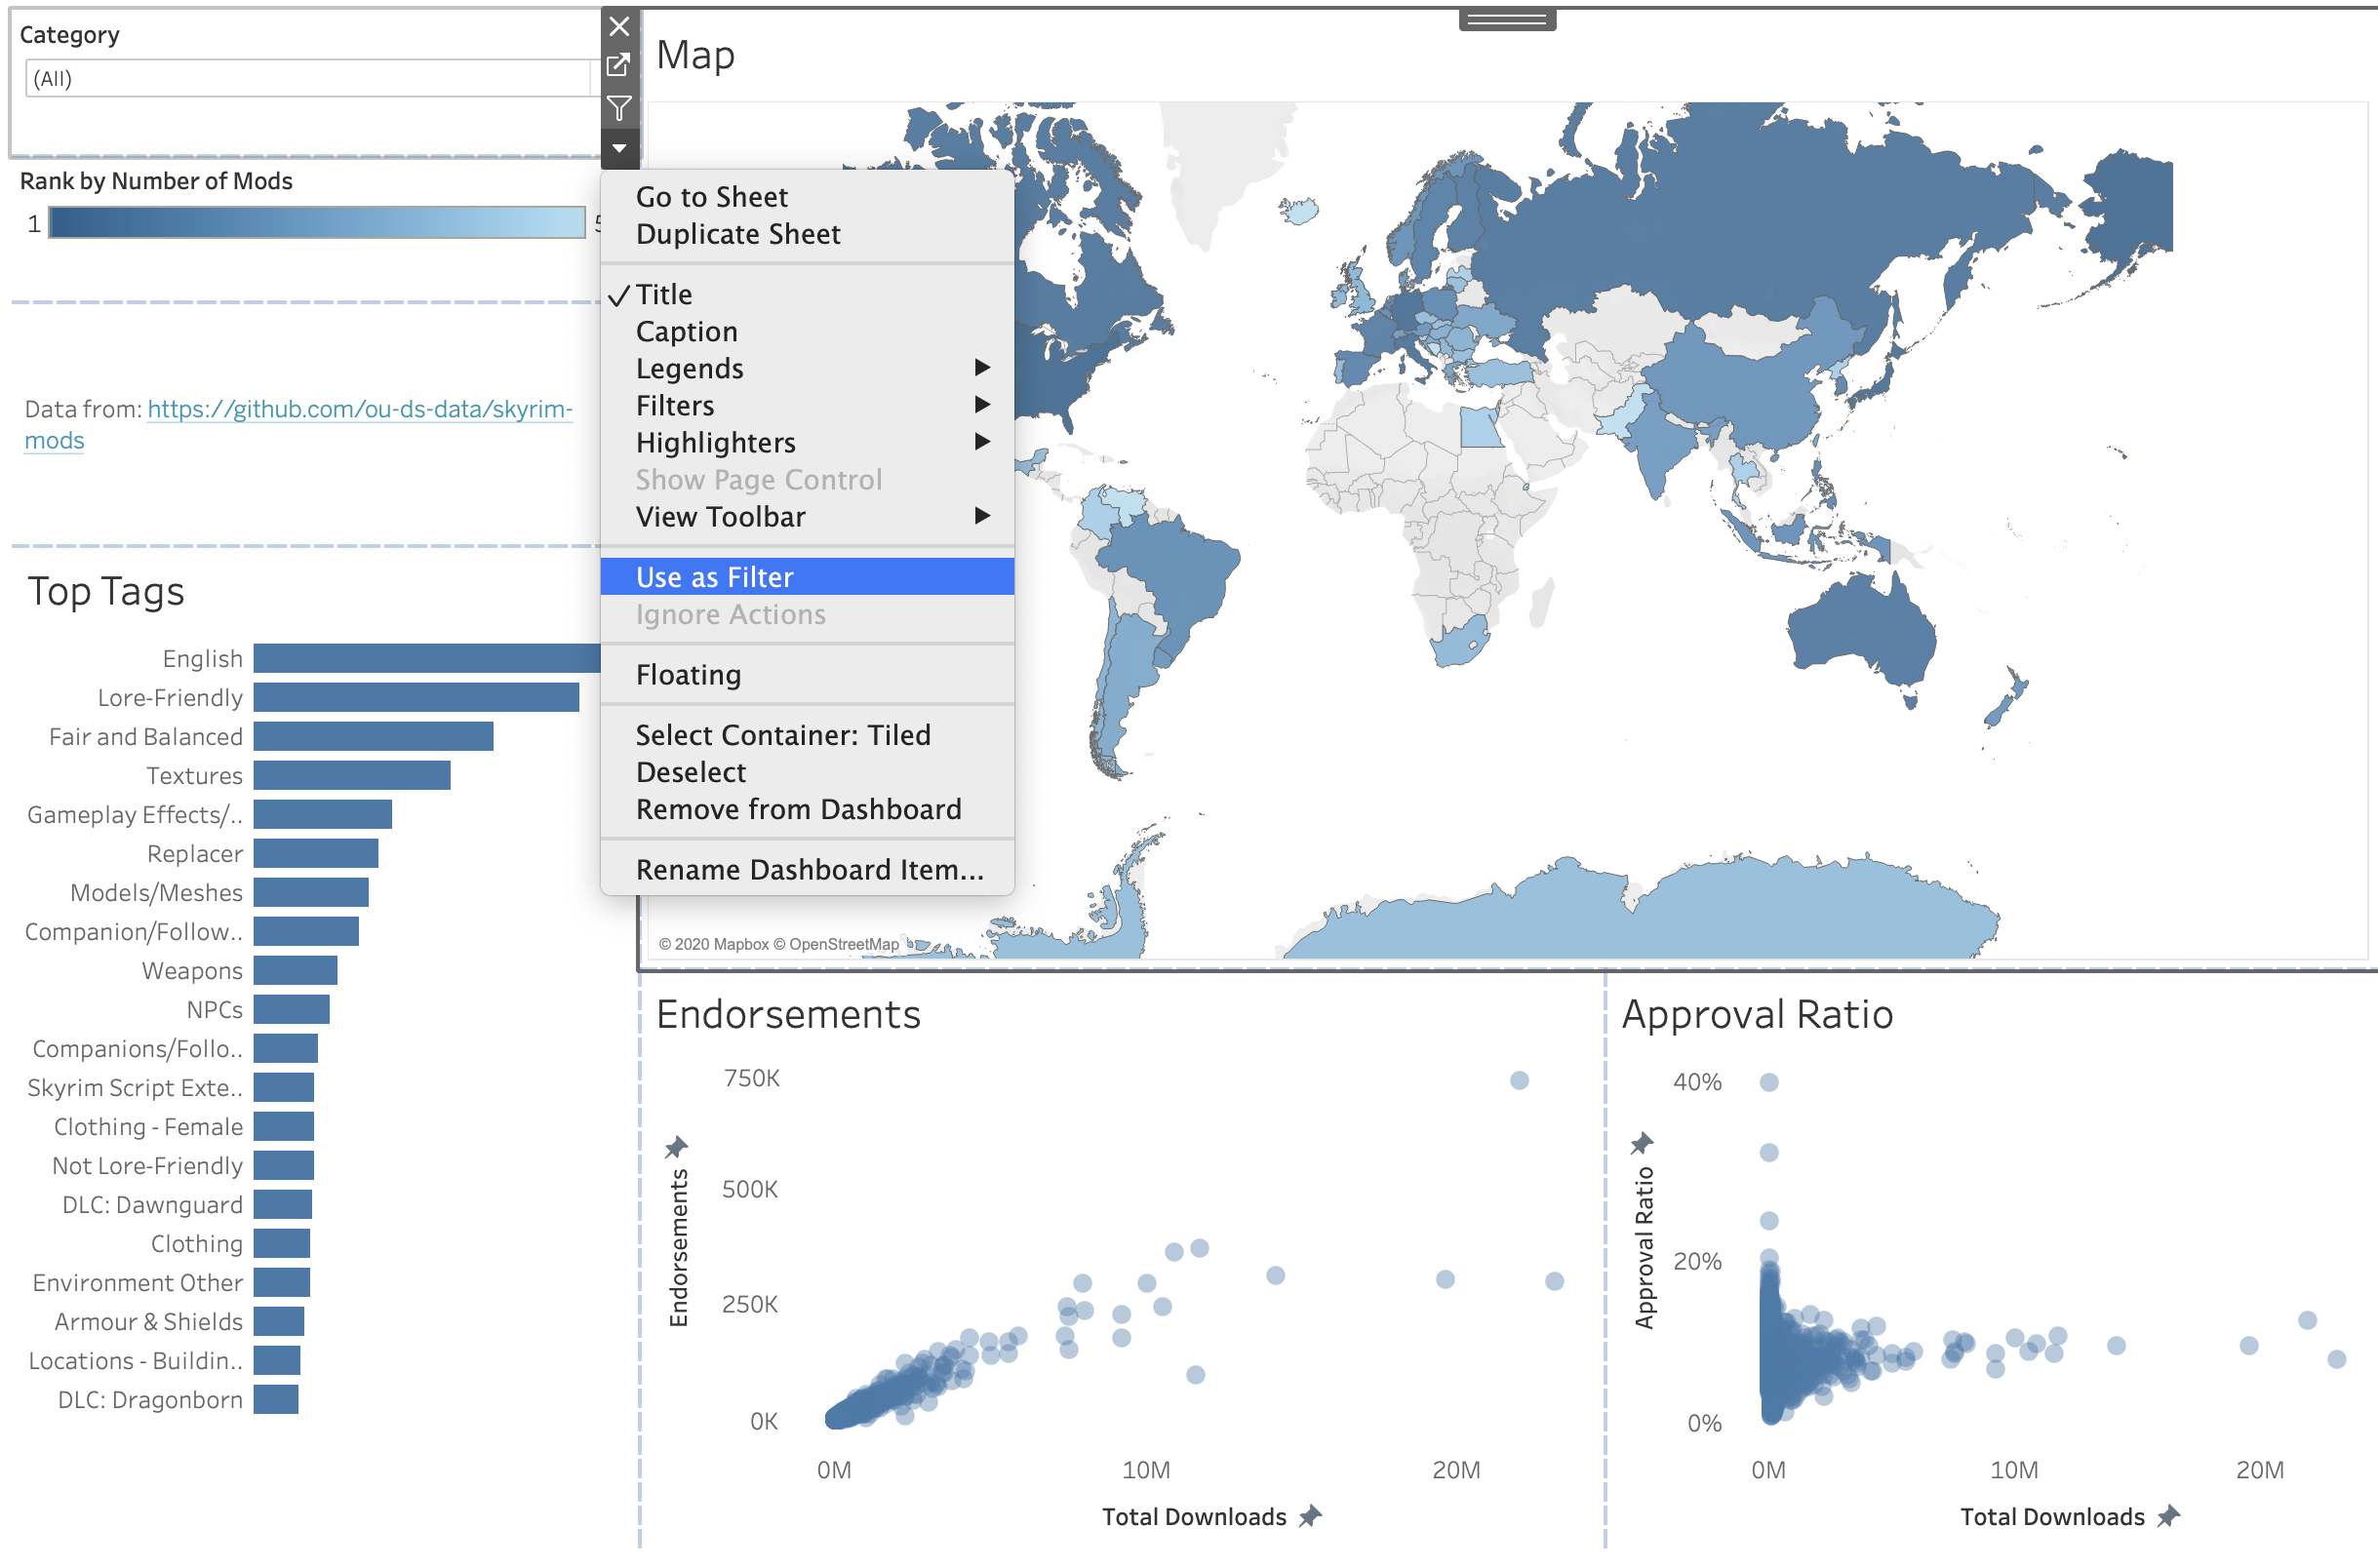 Category
(All)
Rank by Number of Mods
1
Data from: https://github.com/ou-ds-data/skyrim-
mods
Top Tags
English
Lore-Friendly
Fair and Balanced
Textures
Gameplay Effects/..
Replacer
Models/Meshes
Companion/Follow..
Weapons
NPCs
Companions/Follo..
Skyrim Script Exte..
Clothing - Female
Not Lore-Friendly
DLC: Dawnguard
Clothing
Environment Other
Armour & Shields
Locations - Buildin..
DLC: Dragonborn
Go to Sheet
Duplicate Sheet
Title
Caption
Legends
Filters
Highlighters
Show Page Control
View Toolbar
Use as Filter
Ignore Actions
Floating
Select Container: Tiled
Deselect
Remove from Dashboard
Rename Dashboard Item...
Map
© 2020 Mapbox © OpenStreetMap
Endorsements
750K
500K
250K
0K
Endorsements
0M
10M
20M
Total Downloads
Approval Ratio
40%
20%
0%
Approval Ratio
0M
10M
20M
Total Downloads